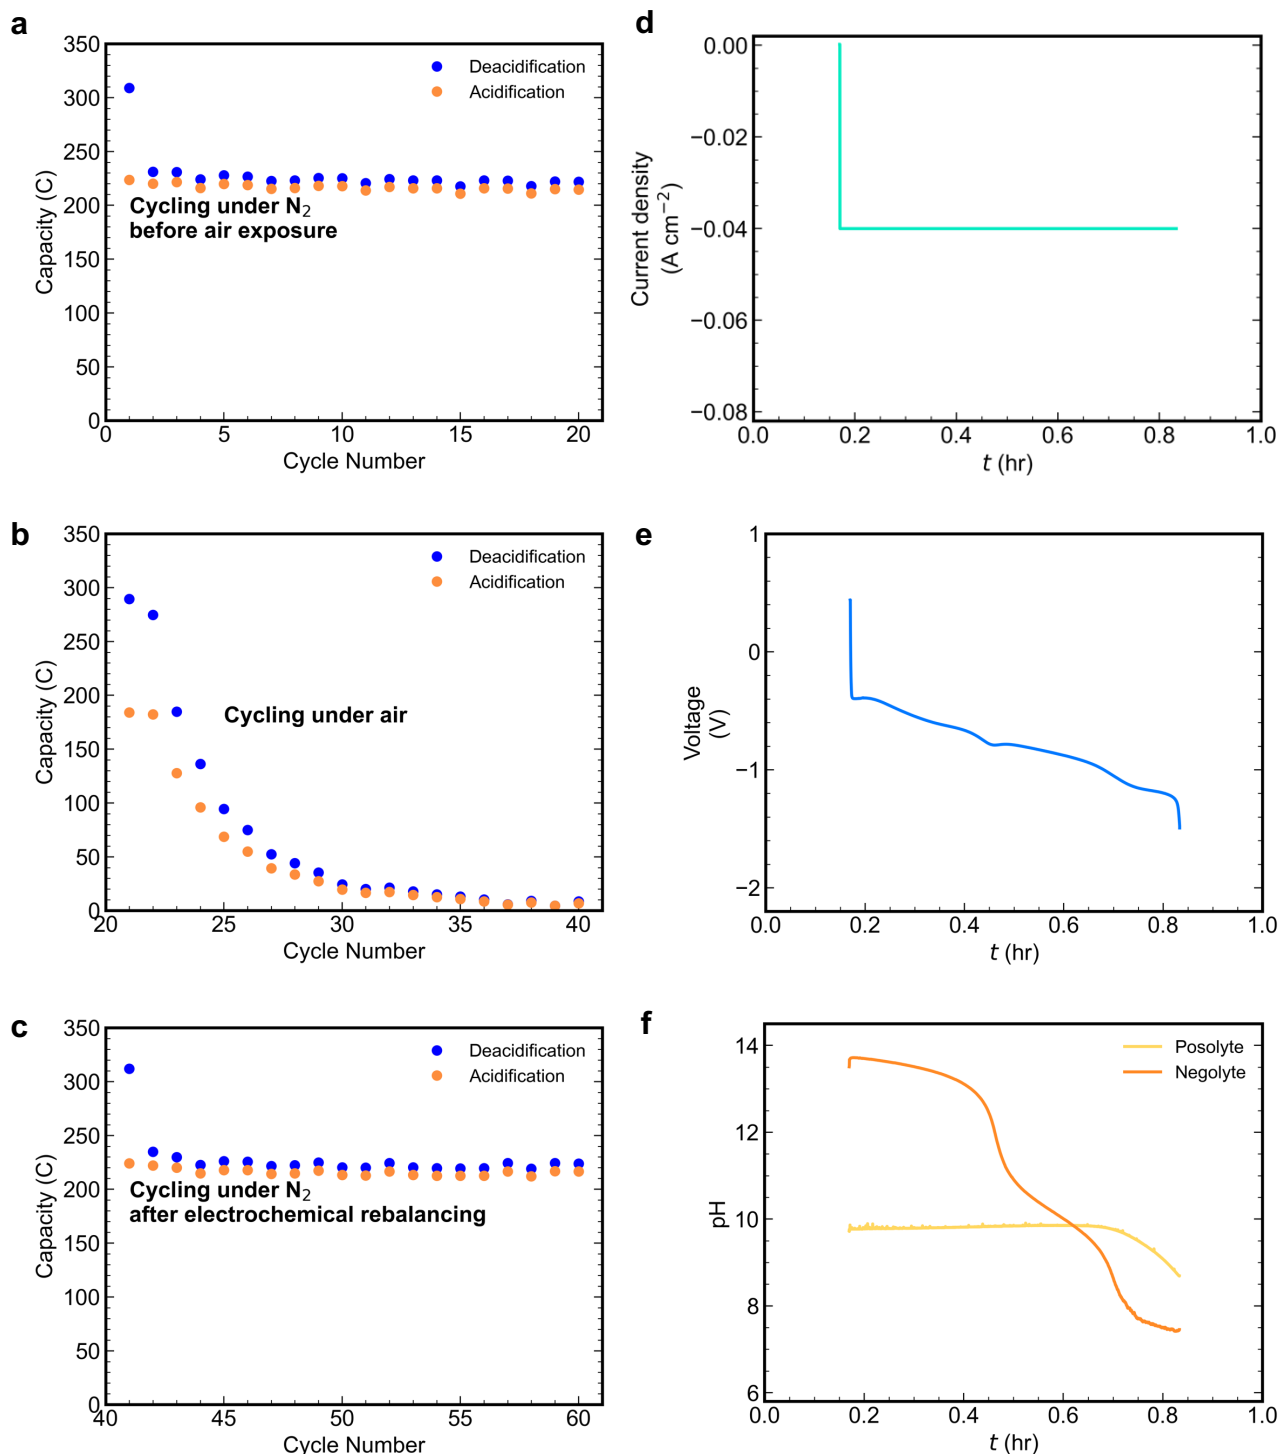 a
350
300
250
200
150
100
50
0
Capacity (C)
Deacidification
Acidification
Cycling under N₂
before air exposure
0 5 10 15 20
Cycle Number
b
350
300
250
200
150
100
50
0
Capacity (C)
Deacidification
Acidification
Cycling under air
20 25 30 35 40
Cycle Number
c
350
300
250
200
150
100
50
0
Capacity (C)
Deacidification
Acidification
Cycling under N₂
after electrochemical rebalancing
40 45 50 55 60
Cycle Number
d
0.00
−0.02
−0.04
−0.06
−0.08
Current density
(A cm⁻²)
0.0 0.2 0.4 0.6 0.8 1.0
t (hr)
e
1
0
−1
−2
Voltage
(V)
0.0 0.2 0.4 0.6 0.8 1.0
t (hr)
f
14
12
10
8
6
pH
Posolyte
Negolyte
0.0 0.2 0.4 0.6 0.8 1.0
t (hr)